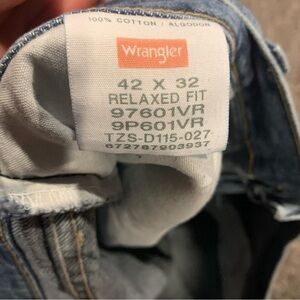 100% COTTON / ALGODON
Wrangler
42 X 32
RELAXED FIT
97601VR
9P601VR
TZS-D115-027
672787903937